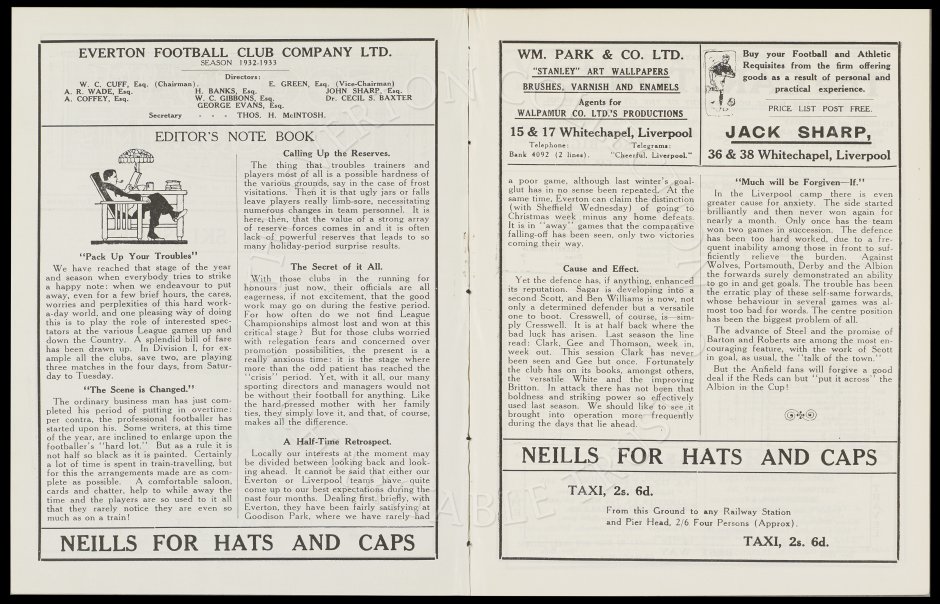 EVERTON FOOTBALL CLUB COMPANY LTD.
SEASON 1932-1933
Directors:
W. C. CUFF, Esq. (Chairman). E. GREEN, Esq. (Vice-Chairman)
A. R. WADE, Esq. H. BANKS, Esq. JOHN SHARP, Esq.
A. COFFEY, Esq. W. C. GIBBONS, Esq. Dr. CECIL S. BAXTER
GEORGE EVANS, Esq.
Secretary - - - THOS. H. McINTOSH.
EDITOR'S NOTE BOOK
"Pack Up Your Troubles"
We have reached that stage of the year
and season when everybody tries to strike
a happy note: when we endeavour to put
away, even for a few brief hours, the cares,
worries and perplexities of this hard work-
a-day world, and one pleasing way of doing
this is to play the role of interested spec-
tators at the various League games up and
down the Country. A splendid bill of fare
has been drawn up. In Division I, for ex-
ample all the clubs, save two, are playing
three matches in the four days, from Satur-
day to Tuesday.
"The Scene is Changed."
The ordinary business man has just com-
pleted his period of putting in overtime:
per contra, the professional footballer has
started upon his. Some writers, at this time
of the year, are inclined to enlarge upon the
footballer's "hard lot." But as a rule it is
not half so black as it is painted. Certainly
a lot of time is spent in train-travelling, but
for this the arrangements made are as com-
plete as possible. A comfortable saloon,
cards and chatter, help to while away the
time and the players are so used to it all
that they rarely notice they are even so
much as on a train!
Calling Up the Reserves.
The thing that troubles trainers and
players most of all is a possible hardness of
the various grounds, say in the case of frost
visitations. Then it is that ugly jars or falls
leave players really limb-sore, necessitating
numerous changes in team personnel. It is
here, then, that the value of a strong array
of reserve forces comes in and it is often
lack of powerful reserves that leads to so
many holiday-period surprise results.
The Secret of it All.
With those clubs in the running for
honours just now, their officials are all
eagerness, if not excitement, that the good
work may go on during the festive period.
For how often do we not find League
Championships almost lost and won at this
critical stage? But for those clubs worried
with relegation fears and concerned over
promotion possibilities, the present is a
really anxious time: it is the stage where
more than the odd patient has reached the
"crisis" period. Yet, with it all, our many
sporting directors and managers would not
be without their football for anything. Like
the hard-pressed mother with her family
ties, they simply love it, and that, of course,
makes all the difference.
A Half-Time Retrospect.
Locally our interests at the moment may
be divided between looking back and look-
ing ahead. It cannot be said that either our
Everton or Liverpool teams have quite
come up to our best expectations during the
past four months. Dealing first, briefly, with
Everton, they have been fairly satisfying at
Goodison Park, where we have rarely had
NEILLS FOR HATS AND CAPS
WM. PARK & CO. LTD.
"STANLEY" ART WALLPAPERS
BRUSHES, VARNISH AND ENAMELS
Agents for
WALPAMUR CO. LTD.'S PRODUCTIONS
15 & 17 Whitechapel, Liverpool
Telephone: Telegrams:
Bank 4092 (2 lines). "Cheerful, Liverpool."
Buy your Football and Athletic
Requisites from the firm offering
goods as a result of personal and
practical experience.
PRICE LIST POST FREE.
JACK SHARP,
36 & 38 Whitechapel, Liverpool
a poor game, although last winter's goal-
glut has in no sense been repeated. At the
same time, Everton can claim the distinction
(with Sheffield Wednesday) of going to
Christmas week minus any home defeats.
It is in "away" games that the comparative
falling-off has been seen, only two victories
coming their way.
Cause and Effect.
Yet the defence has, if anything, enhanced
its reputation. Sagar is developing into a
second Scott, and Ben Williams is now, not
only a determined defender but a versatile
one to boot. Cresswell, of course, is—sim-
ply Cresswell. It is at half back where the
bad luck has arisen. Last season the line
read: Clark, Gee and Thomson, week in,
week out. This session Clark has never
been seen and Gee but once. Fortunately
the club has on its books, amongst others,
the versatile White and the improving
Britton. In attack there has not been that
boldness and striking power so effectively
used last season. We should like to see it
brought into operation more frequently
during the days that lie ahead.
"Much will be Forgiven—If."
In the Liverpool camp there is even
greater cause for anxiety. The side started
brilliantly and then never won again for
nearly a month. Only once has the team
won two games in succession. The defence
has been too hard worked, due to a fre-
quent inability among those in front to suf-
ficiently relieve the burden. Against
Wolves, Portsmouth, Derby and the Albion
the forwards surely demonstrated an ability
to go in and get goals. The trouble has been
the erratic play of these self-same forwards,
whose behaviour in several games was al-
most too bad for words. The centre position
has been the biggest problem of all.
The advance of Steel and the promise of
Barton and Roberts are among the most en-
couraging feature, with the work of Scott
in goal, as usual, the "talk of the town."
But the Anfield fans will forgive a good
deal if the Reds can but "put it across" the
Albion in the Cup!
NEILLS FOR HATS AND CAPS
TAXI, 2s. 6d.
From this Ground to any Railway Station
and Pier Head, 2/6 Four Persons (Approx).
TAXI, 2s. 6d.